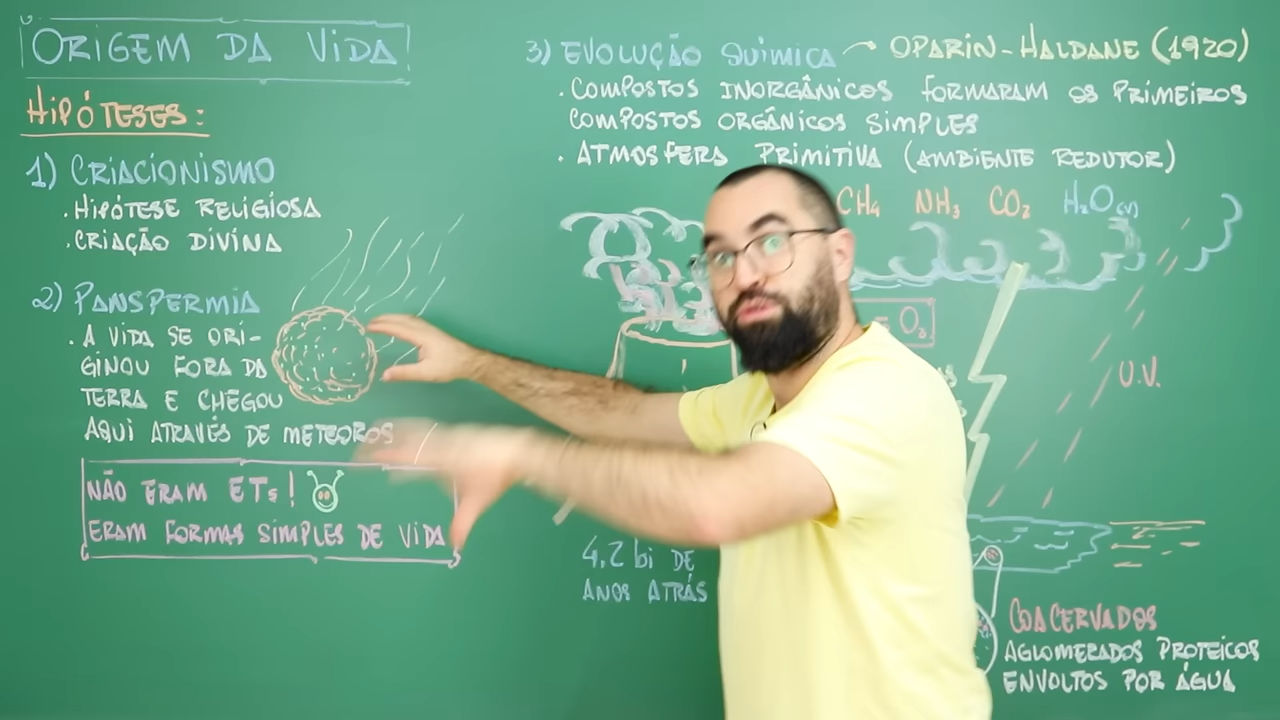 ORIGEM DA VIDA
HIPÓTESES:
1) CRIACIONISMO
. HIPÓTESE RELIGIOSA
. CRIAÇÃO DIVINA
2) PANSPERMIA
. A VIDA SE ORI-
GINOU FORA DA
TERRA E CHEGOU
AQUI ATRAVÉS DE METEOROS
NÃO ERAM ETs!
ERAM FORMAS SIMPLES DE VIDA
3) EVOLUÇÃO QUÍMICA OPARIN-HALDANE (1920)
. COMPOSTOS INORGÂNICOS FORMARAM OS PRIMEIROS
COMPOSTOS ORGÂNICOS SIMPLES
. ATMOSFERA PRIMITIVA (AMBIENTE REDUTOR)
CH4 NH3 CO2 H2O(v)
O3
U.V.
4,2 bi DE
ANOS ATRÁS
COACERVADOS
AGLOMERADOS PROTEICOS
ENVOLTOS POR ÁGUA